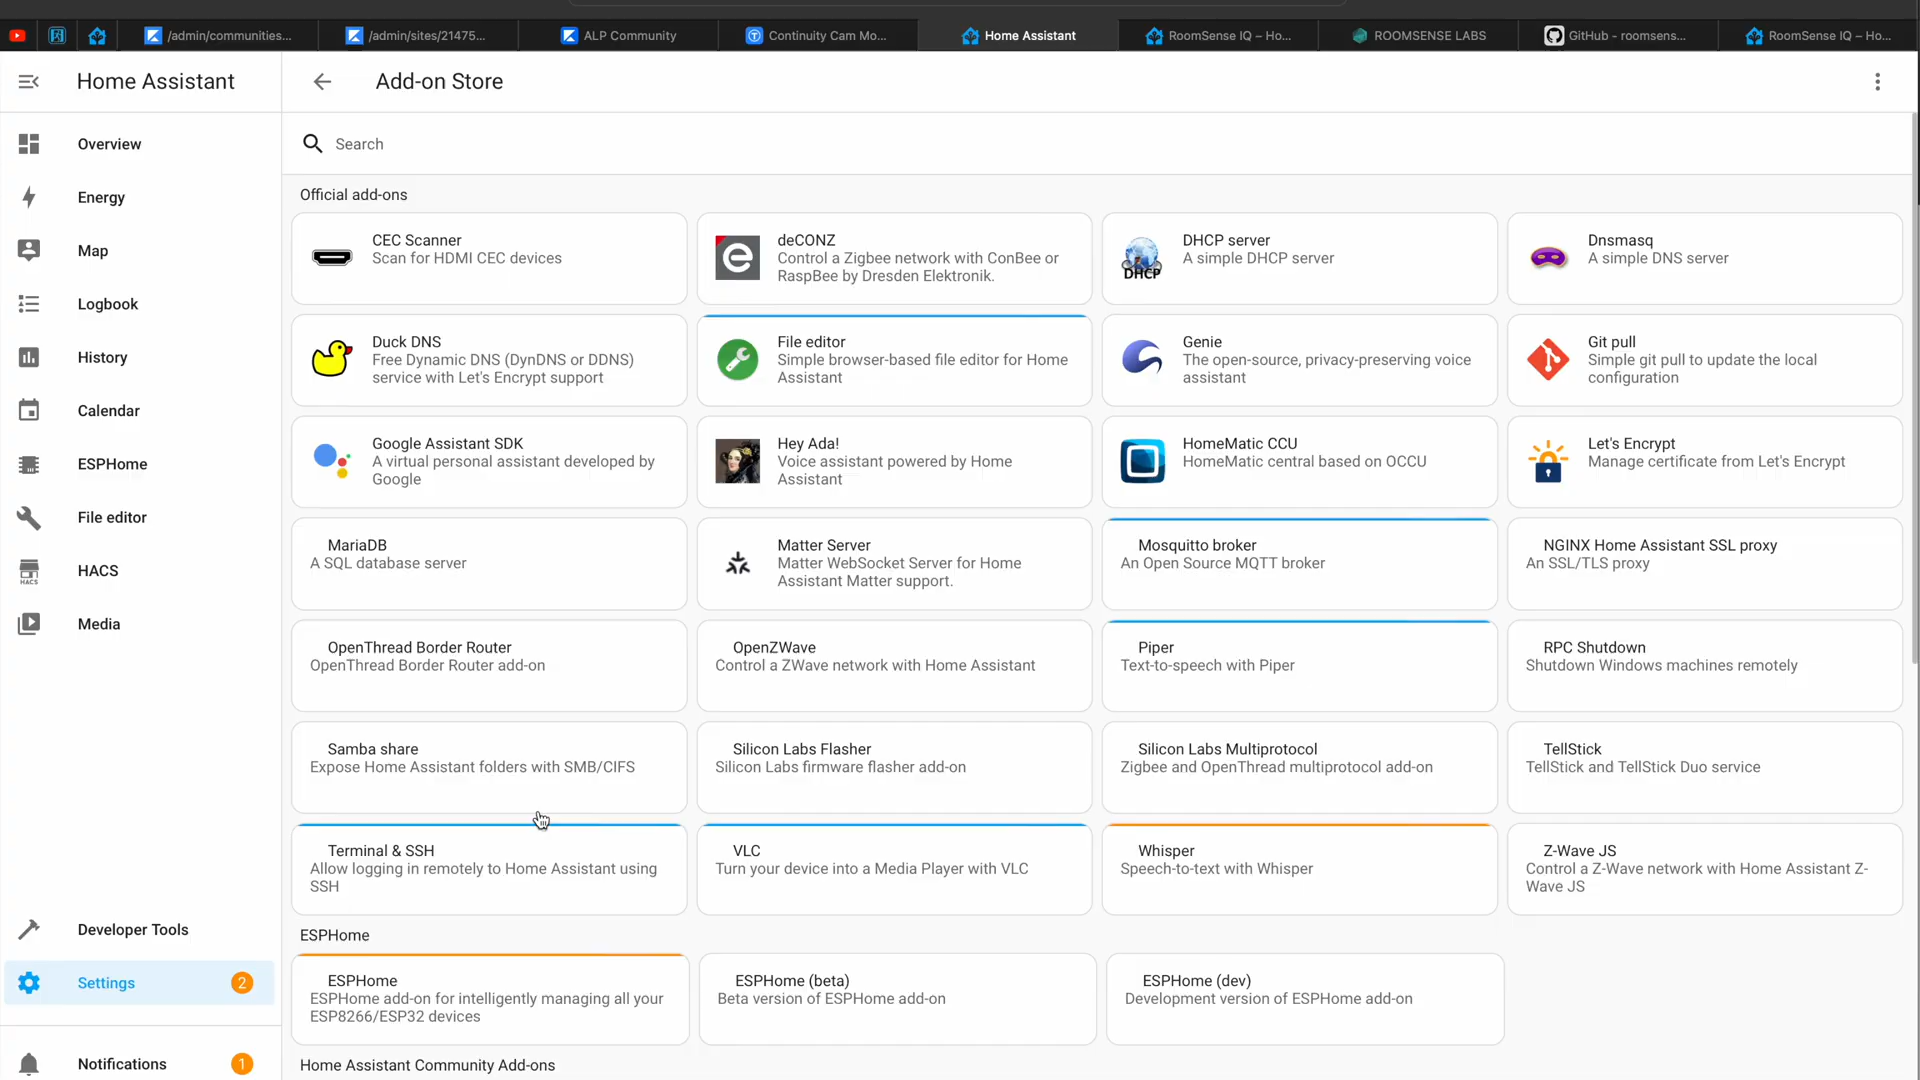 /admin/communities...
/admin/sites/21475...
ALP Community
Continuity Cam Mo...
Home Assistant
RoomSense IQ – Ho...
ROOMSENSE LABS
GitHub - roomsens...
RoomSense IQ – Ho...
Home Assistant
Add-on Store
Search
Overview
Energy
Map
Logbook
History
Calendar
ESPHome
File editor
HACS
HACS
Media
Developer Tools
Settings
2
Notifications
1
Official add-ons
CEC Scanner
Scan for HDMI CEC devices
deCONZ
Control a Zigbee network with ConBee or
RaspBee by Dresden Elektronik.
DHCP
DHCP server
A simple DHCP server
Dnsmasq
A simple DNS server
Duck DNS
Free Dynamic DNS (DynDNS or DDNS)
service with Let's Encrypt support
File editor
Simple browser-based file editor for Home
Assistant
Genie
The open-source, privacy-preserving voice
assistant
Git pull
Simple git pull to update the local
configuration
Google Assistant SDK
A virtual personal assistant developed by
Google
Hey Ada!
Voice assistant powered by Home
Assistant
HomeMatic CCU
HomeMatic central based on OCCU
Let's Encrypt
Manage certificate from Let's Encrypt
MariaDB
A SQL database server
Matter Server
Matter WebSocket Server for Home
Assistant Matter support.
Mosquitto broker
An Open Source MQTT broker
NGINX Home Assistant SSL proxy
An SSL/TLS proxy
OpenThread Border Router
OpenThread Border Router add-on
OpenZWave
Control a ZWave network with Home Assistant
Piper
Text-to-speech with Piper
RPC Shutdown
Shutdown Windows machines remotely
Samba share
Expose Home Assistant folders with SMB/CIFS
Silicon Labs Flasher
Silicon Labs firmware flasher add-on
Silicon Labs Multiprotocol
Zigbee and OpenThread multiprotocol add-on
TellStick
TellStick and TellStick Duo service
Terminal & SSH
Allow logging in remotely to Home Assistant using
SSH
VLC
Turn your device into a Media Player with VLC
Whisper
Speech-to-text with Whisper
Z-Wave JS
Control a Z-Wave network with Home Assistant Z-
Wave JS
ESPHome
ESPHome
ESPHome add-on for intelligently managing all your
ESP8266/ESP32 devices
ESPHome (beta)
Beta version of ESPHome add-on
ESPHome (dev)
Development version of ESPHome add-on
Home Assistant Community Add-ons